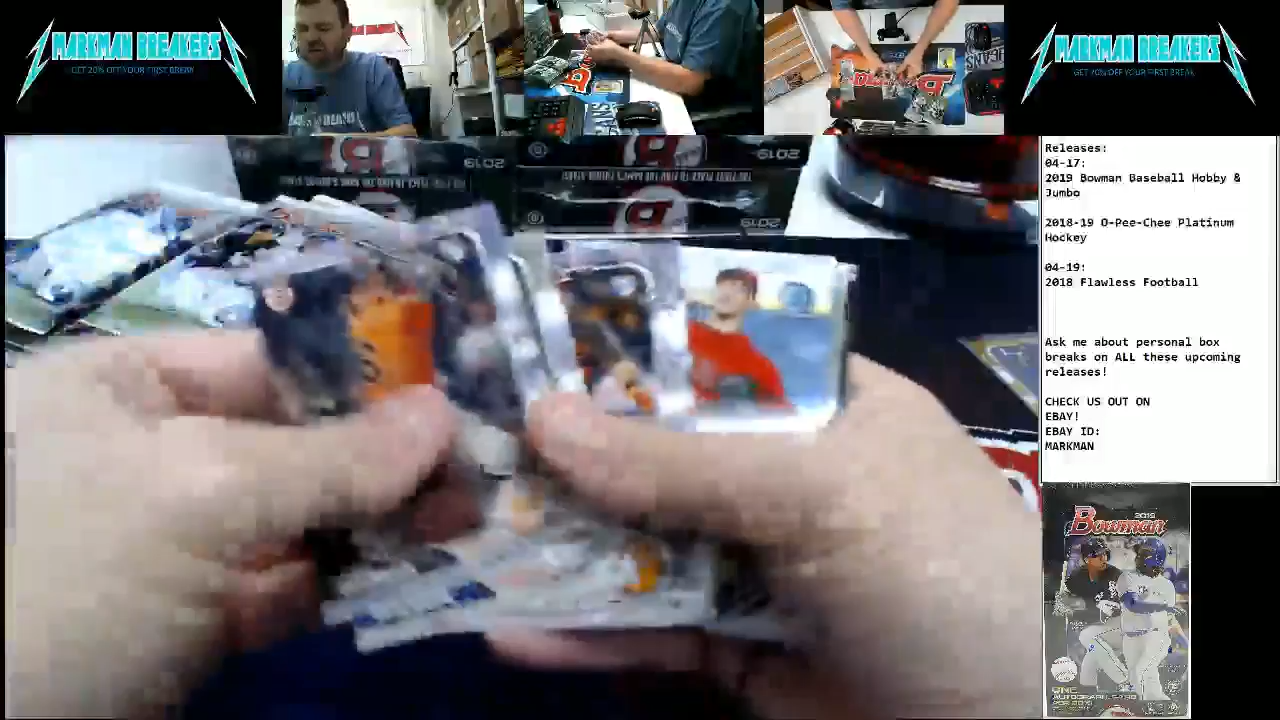 MARKMAN BREAKERS
GET 20% OFF YOUR FIRST BREAK
MARKMAN BREAKERS
GET 20% OFF YOUR FIRST BREAK
Releases:
04-17:
2019 Bowman Baseball Hobby &
Jumbo
2018-19 O-Pee-Chee Platinum
Hockey
04-19:
2018 Flawless Football
Ask me about personal box
breaks on ALL these upcoming
releases!
CHECK US OUT ON
EBAY!
EBAY ID:
MARKMAN
2019
2019
2019
2019
Bowman
ONE
AUTOGRAPH